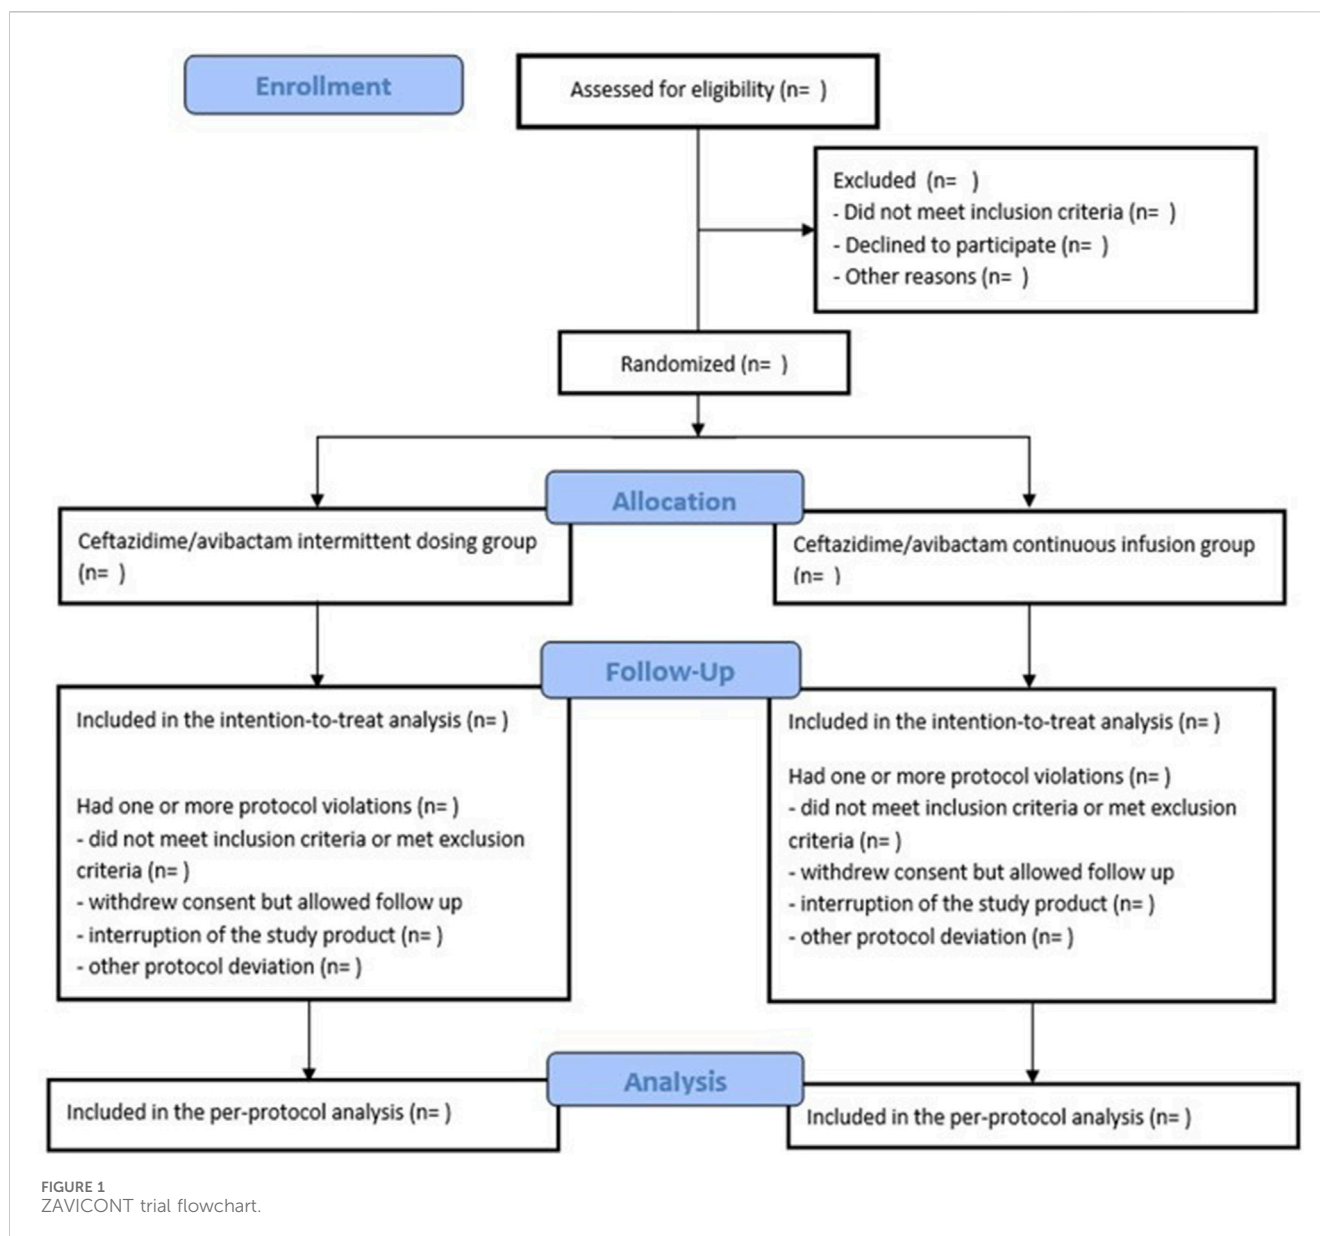 Enrollment
Assessed for eligibility (n=  )
Excluded  (n=  )
- Did not meet inclusion criteria (n=  )
- Declined to participate (n=  )
- Other reasons (n=  )
Randomized (n=  )
Allocation
Ceftazidime/avibactam intermittent dosing group
(n=  )
Ceftazidime/avibactam continuous infusion group
(n=  )
Follow-Up
Included in the intention-to-treat analysis (n= )
Had one or more protocol violations (n= )
- did not meet inclusion criteria or met exclusion
criteria (n= )
- withdrew consent but allowed follow up
- interruption of the study product (n= )
- other protocol deviation (n= )
Included in the intention-to-treat analysis (n= )
Had one or more protocol violations (n= )
- did not meet inclusion criteria or met exclusion
criteria (n= )
- withdrew consent but allowed follow up
- interruption of the study product (n= )
- other protocol deviation (n= )
Analysis
Included in the per-protocol analysis (n= )
Included in the per-protocol analysis (n= )
FIGURE 1
ZAVICONT trial flowchart.